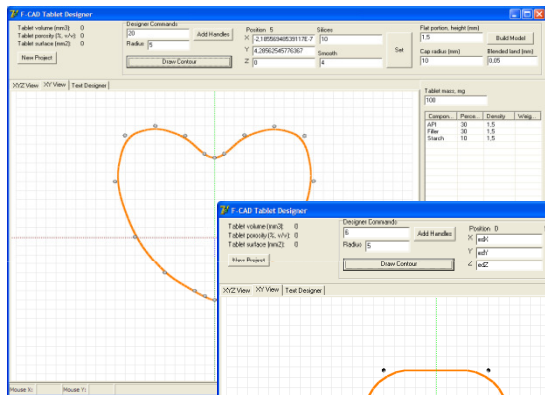 F-CAD Tablet Designer
Tablet volume (mm3): 0
Tablet porosity (%, v/v): 0
Tablet surface (mm2): 0
New Project
Designer Commands
20
Add Handles
Radius 5
Draw Contour
Position 5
X -2,18556948539117E-7
Y 4,28562545776367
Z 0
Slices
10
Smooth
4
Set
Flat portion, height (mm)
1.5
Build Model
Cap radius (mm)
10
Blended land (mm)
0,05
XYZ View XY View Text Designer
Tablet mass, mg
100
Compon... Perce... Density Weig...
API 30 1,5
Filler 30 1,5
Starch 10 1,5
F-CAD Tablet Designer
Tablet volume (mm3): 0
Tablet porosity (%, v/v): 0
Tablet surface (mm2): 0
New Project
Designer Commands
6
Add Handles
Radius 5
Draw Contour
Position 0
X edX
Y edY
Z edZ
XYZ View XY View Text Designer
Mouse X: Mouse Y: